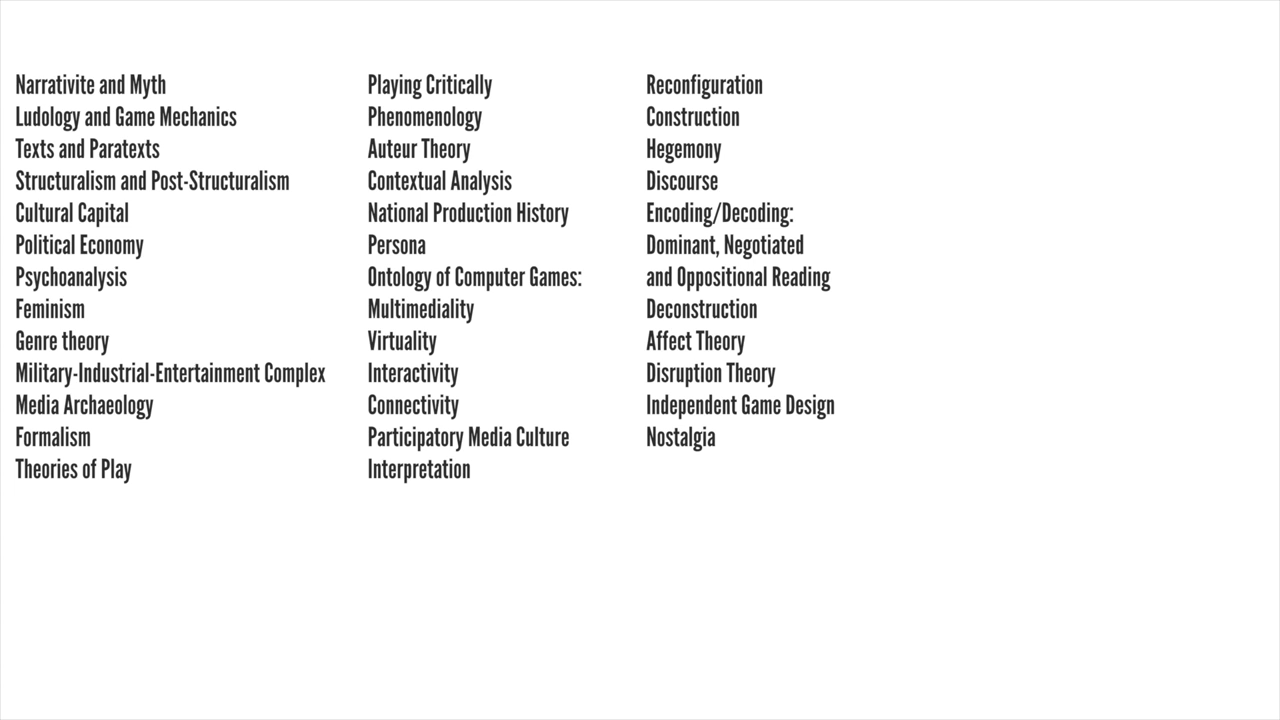 Narrativite and Myth
Ludology and Game Mechanics
Texts and Paratexts
Structuralism and Post-Structuralism
Cultural Capital
Political Economy
Psychoanalysis
Feminism
Genre theory
Military-Industrial-Entertainment Complex
Media Archaeology
Formalism
Theories of Play
Playing Critically
Phenomenology
Auteur Theory
Contextual Analysis
National Production History
Persona
Ontology of Computer Games:
Multimediality
Virtuality
Interactivity
Connectivity
Participatory Media Culture
Interpretation
Reconfiguration
Construction
Hegemony
Discourse
Encoding/Decoding:
Dominant, Negotiated
and Oppositional Reading
Deconstruction
Affect Theory
Disruption Theory
Independent Game Design
Nostalgia